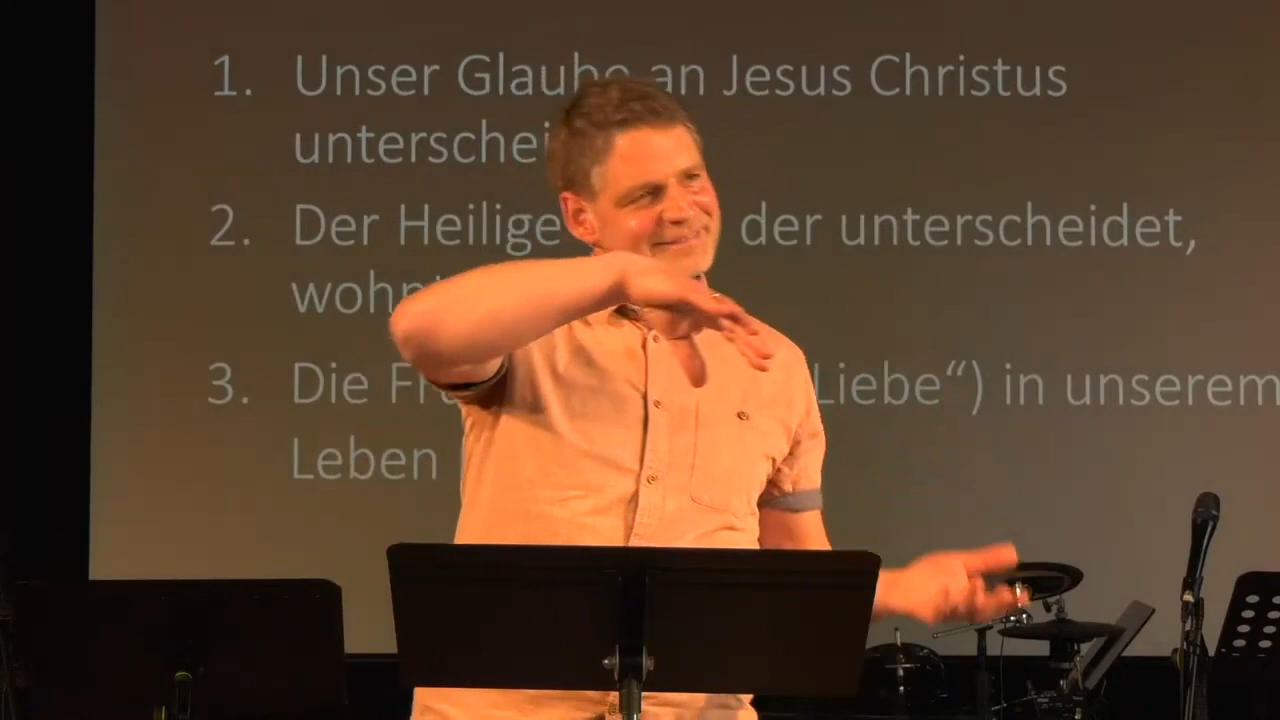 1. Unser Glaube an Jesus Christus
unterschei
2. Der Heilige der unterscheidet,
wohn
3. Die Fr Liebe“) in unserem
Leben